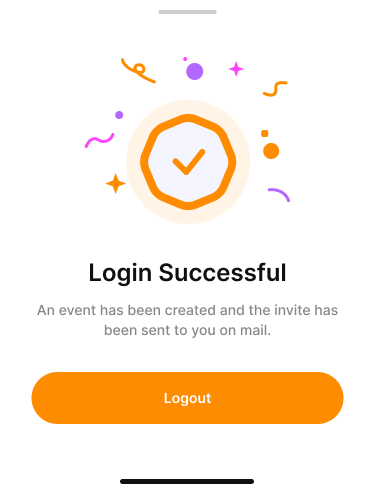 Login Successful
An event has been created and the invite has
been sent to you on mail.
Logout